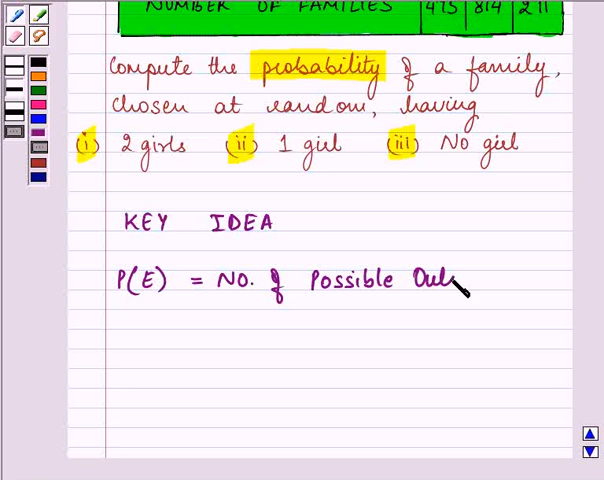 NUMBER OF FAMILIES 475 814 211
Compute the probability of a family,
chosen at random, having
(i) 2 girls (ii) 1 girl (iii) No girl
KEY IDEA
P(E) = NO. of Possible Out